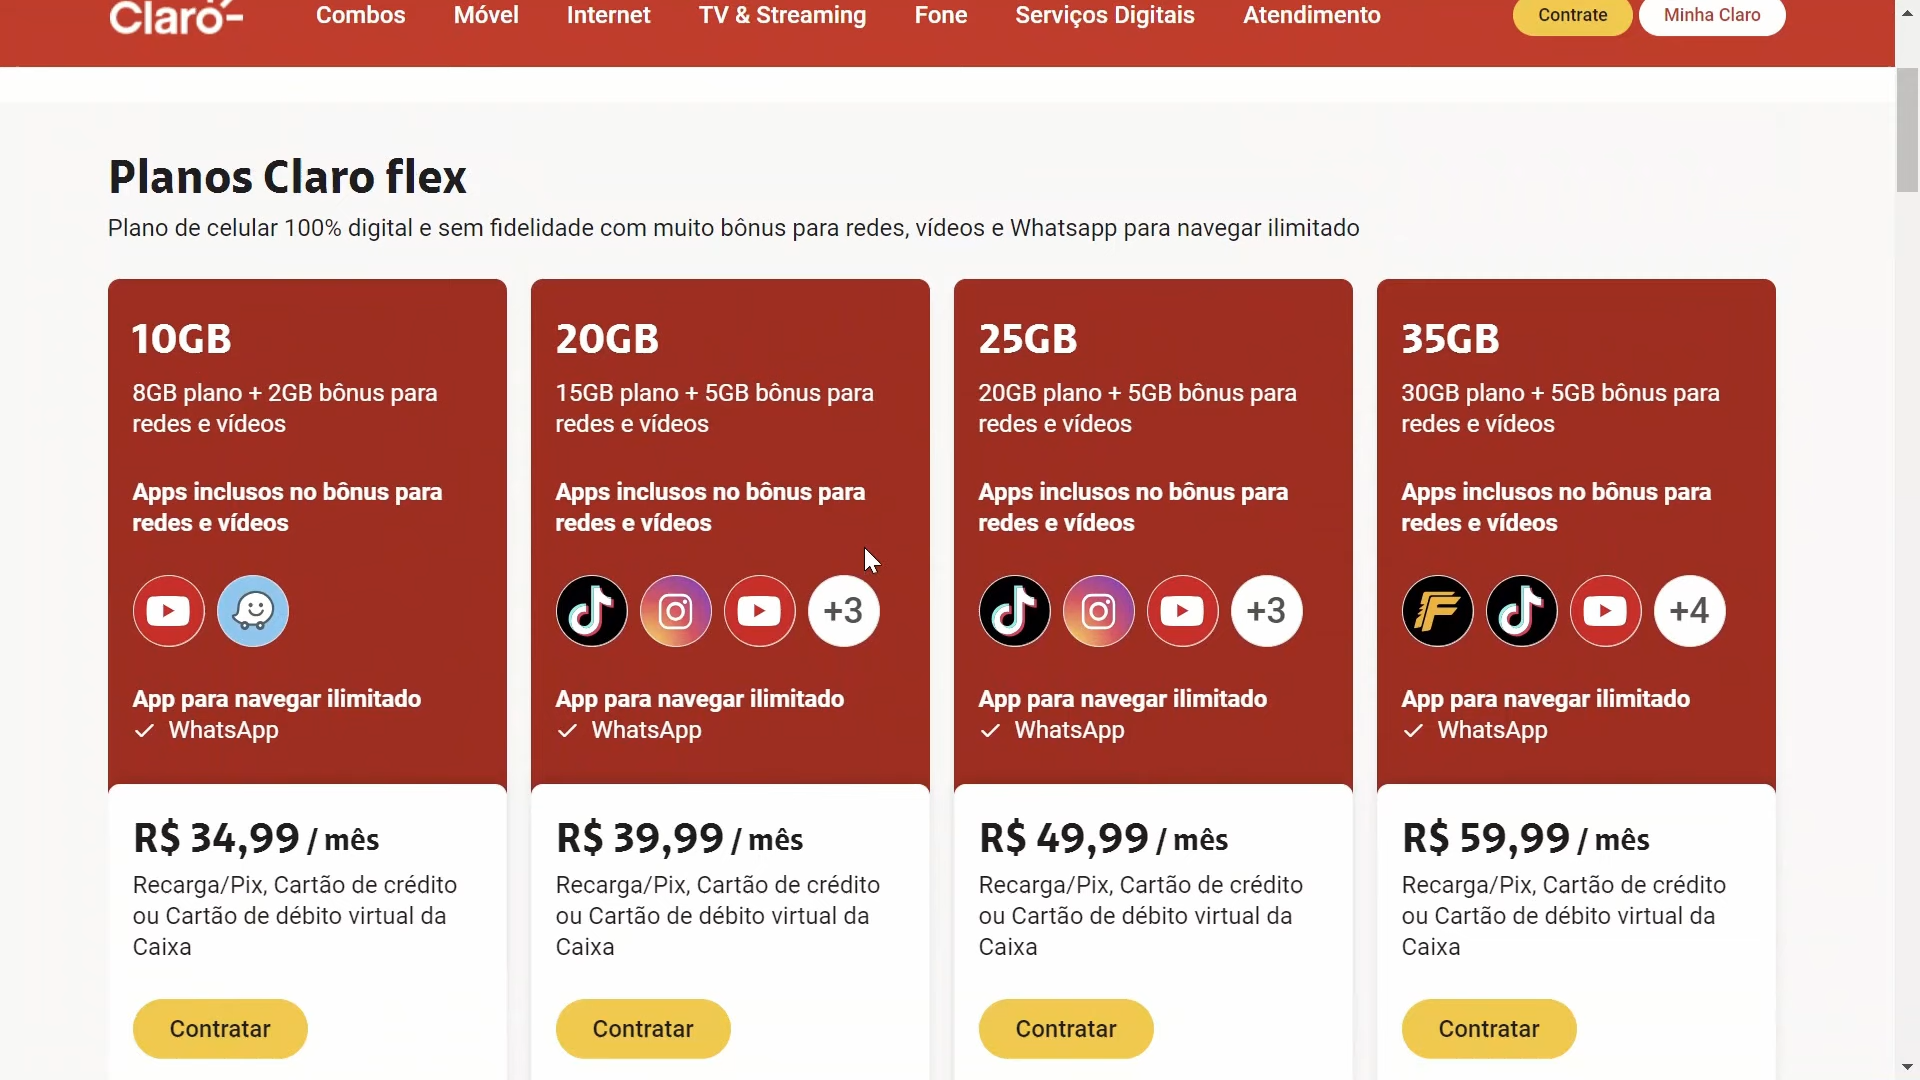 Claro
Combos
Móvel
Internet
TV & Streaming
Fone
Serviços Digitais
Atendimento
Contrate
Minha Claro
Planos Claro flex
Plano de celular 100% digital e sem fidelidade com muito bônus para redes, vídeos e Whatsapp para navegar ilimitado
10GB
8GB plano + 2GB bônus para
redes e vídeos
Apps inclusos no bônus para
redes e vídeos
App para navegar ilimitado
WhatsApp
R$ 34,99 / mês
Recarga/Pix, Cartão de crédito
ou Cartão de débito virtual da
Caixa
Contratar
20GB
15GB plano + 5GB bônus para
redes e vídeos
Apps inclusos no bônus para
redes e vídeos
+3
App para navegar ilimitado
WhatsApp
R$ 39,99 / mês
Recarga/Pix, Cartão de crédito
ou Cartão de débito virtual da
Caixa
Contratar
25GB
20GB plano + 5GB bônus para
redes e vídeos
Apps inclusos no bônus para
redes e vídeos
+3
App para navegar ilimitado
WhatsApp
R$ 49,99 / mês
Recarga/Pix, Cartão de crédito
ou Cartão de débito virtual da
Caixa
Contratar
35GB
30GB plano + 5GB bônus para
redes e vídeos
Apps inclusos no bônus para
redes e vídeos
+4
App para navegar ilimitado
WhatsApp
R$ 59,99 / mês
Recarga/Pix, Cartão de crédito
ou Cartão de débito virtual da
Caixa
Contratar